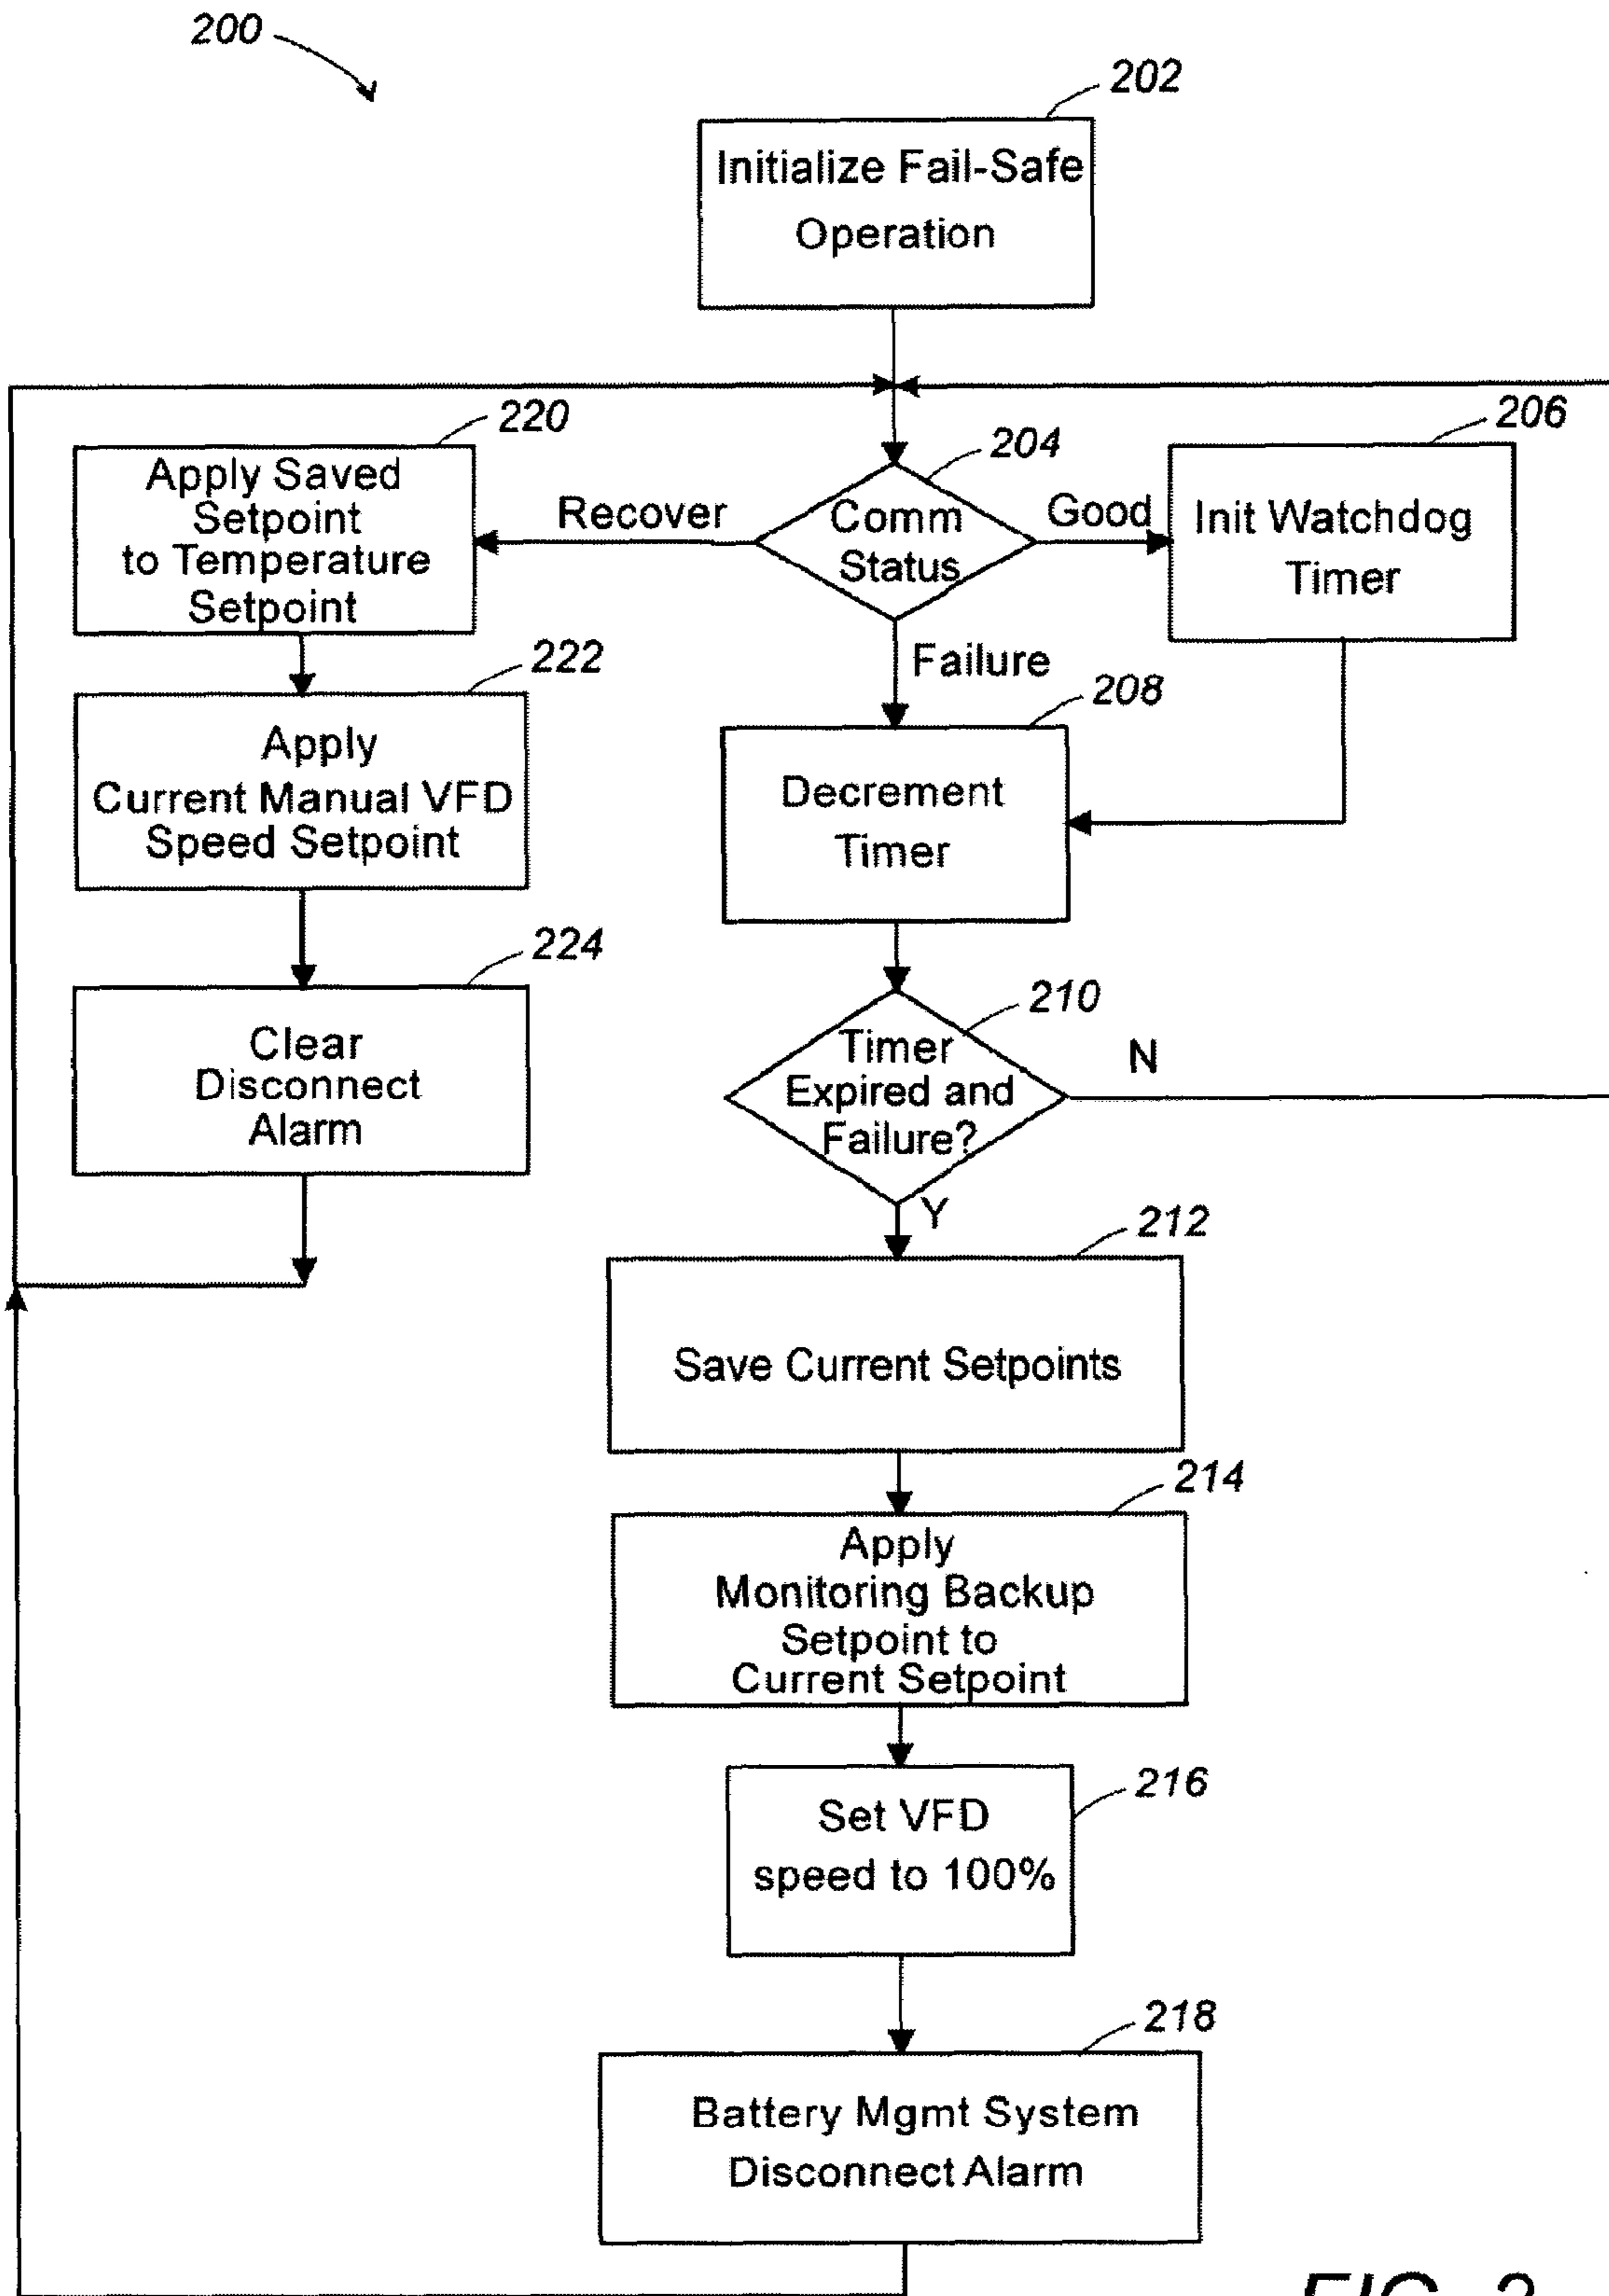 200
202
Initialize Fail-Safe
Operation
220
Apply Saved
Setpoint
to Temperature
Setpoint
Recover
204
Comm
Status
Good
206
Init Watchdog
Timer
Failure
222
Apply
Current Manual VFD
Speed Setpoint
208
Decrement
Timer
224
Clear
Disconnect
Alarm
210
Timer
Expired and
Failure?
N
Y
212
Save Current Setpoints
214
Apply
Monitoring Backup
Setpoint to
Current Setpoint
216
Set VFD
speed to 100%
218
Battery Mgmt System
Disconnect Alarm